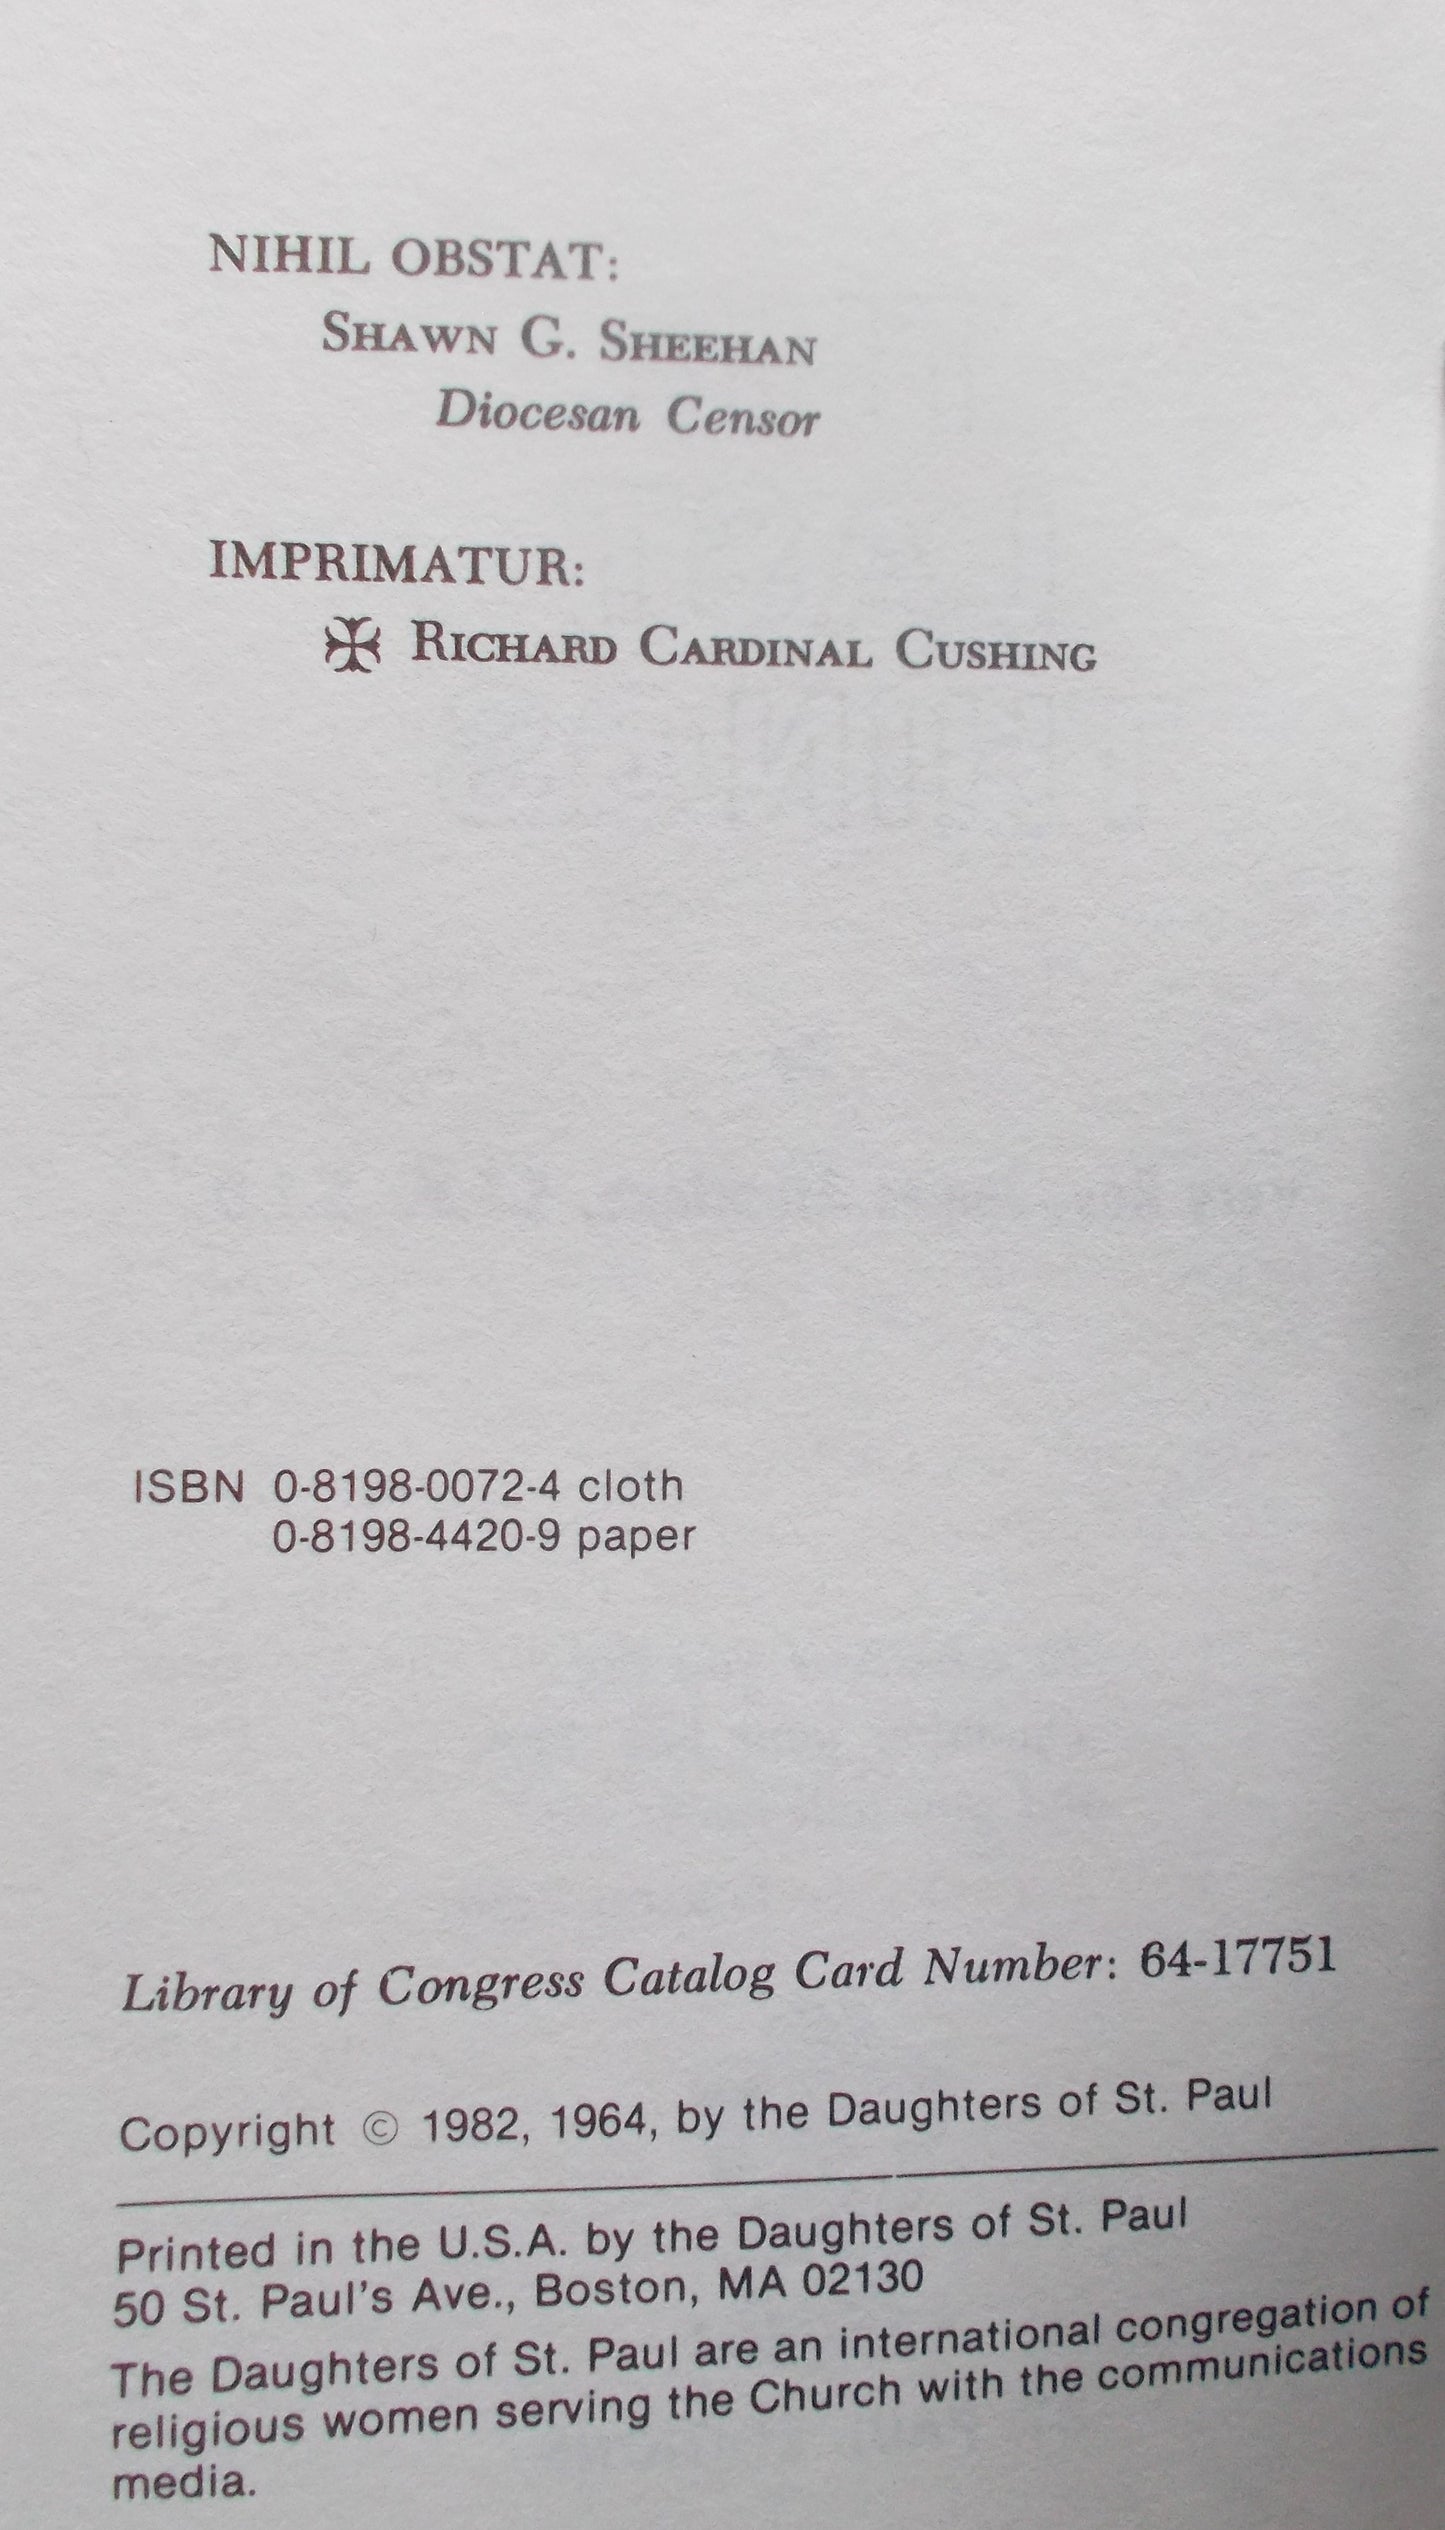 NIHIL OBSTAT:
SHAWN G. SHEEHAN
Diocesan Censor
IMPRIMATUR:
✠ RICHARD CARDINAL CUSHING
ISBN 0-8198-0072-4 cloth
0-8198-4420-9 paper
Library of Congress Catalog Card Number: 64-17751
Copyright © 1982, 1964, by the Daughters of St. Paul
Printed in the U.S.A. by the Daughters of St. Paul
50 St. Paul's Ave., Boston, MA 02130
The Daughters of St. Paul are an international congregation of
religious women serving the Church with the communications
media.